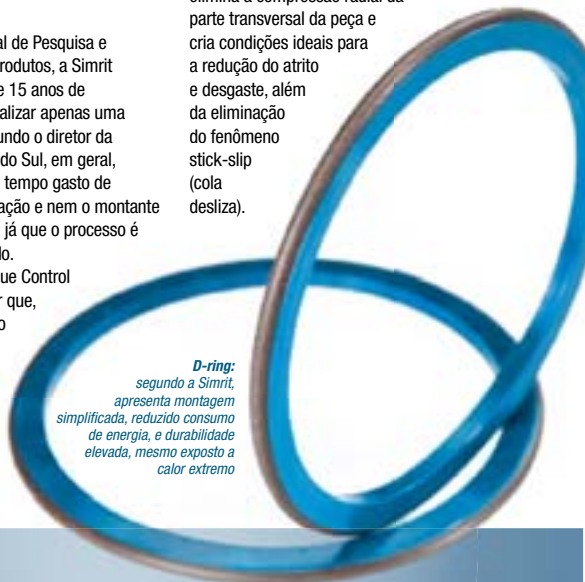 al de Pesquisa e
rodutos, a Simrit
e 15 anos de
alizar apenas uma
undo o diretor da
do Sul, em geral,
tempo gasto de
ação e nem o montante
já que o processo é
do.
ue Control
r que,
o
elimina a compressão radial da
parte transversal da peça e
cria condições ideais para
a redução do atrito
e desgaste, além
da eliminação
do fenômeno
stick-slip
(cola
desliza).
D-ring:
segundo a Simrit,
apresenta montagem
simplificada, reduzido consumo
de energia, e durabilidade
elevada, mesmo exposto a
calor extremo